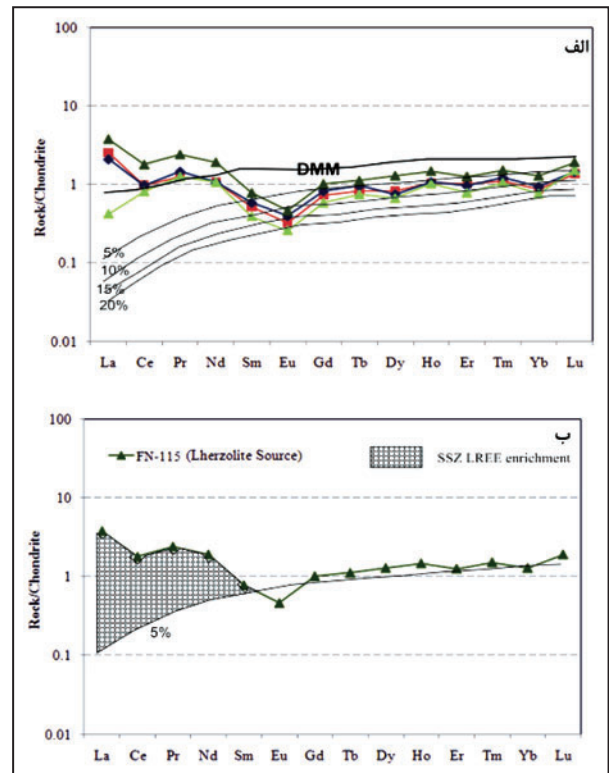 100
الف
10
DMM
1
5%
0.1
10%
15%
20%
0.01
Rock/Chondrite
La Ce Pr Nd Sm Eu Gd Tb Dy Ho Er Tm Yb Lu
100
ب
FN-115 (Lherzolite Source)
SSZ LREE enrichment
10
1
5%
0.1
0.01
Rock/Chondrite
La Ce Pr Nd Sm Eu Gd Tb Dy Ho Er Tm Yb Lu